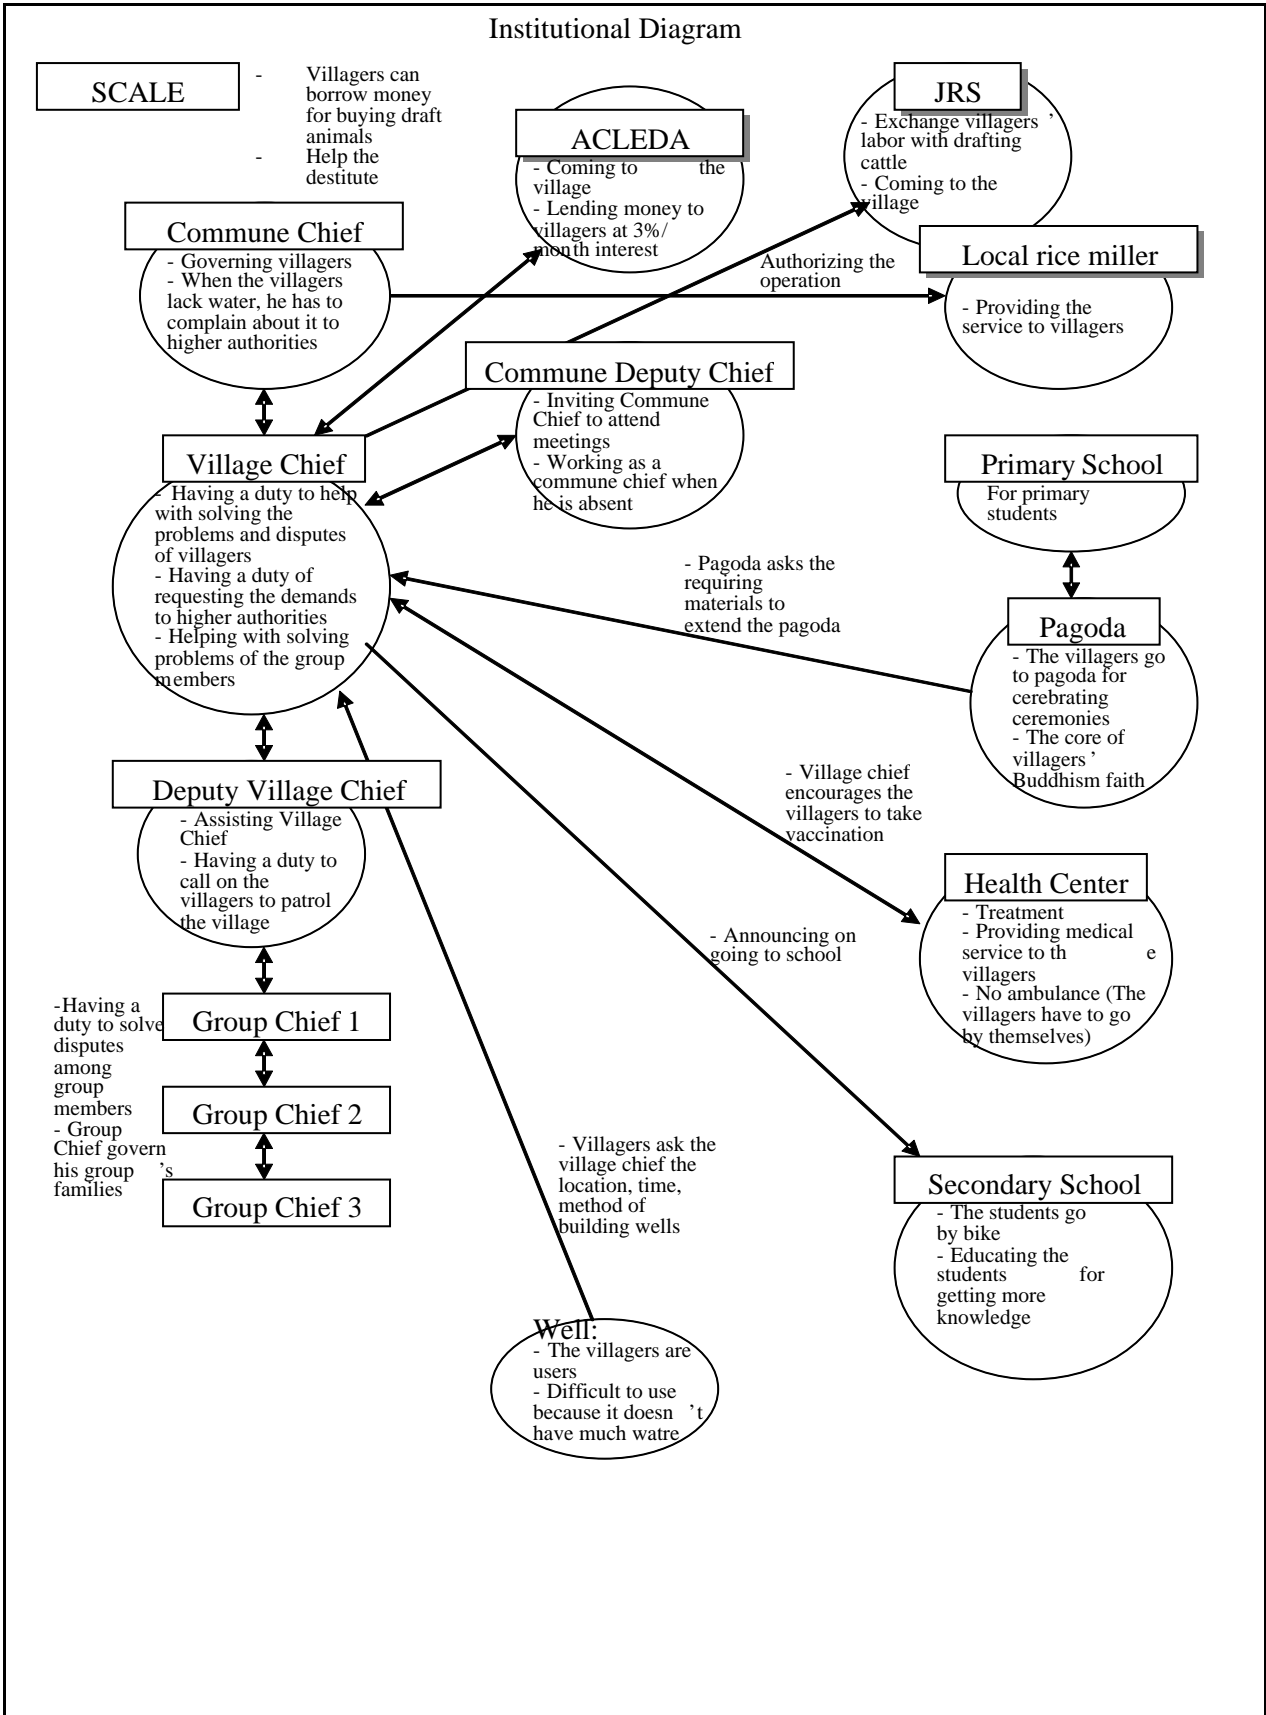 Institutional Diagram
SCALE
- Villagers can
borrow money
for buying draft
animals
- Help the
destitute
ACLEDA
- Coming to the
village
- Lending money to
villagers at 3%/
month interest
JRS
- Exchange villagers ’
labor with drafting
cattle
- Coming to the
village
Commune Chief
- Governing villagers
- When the villagers
lack water, he has to
complain about it to
higher authorities
Authorizing the
operation
Local rice miller
- Providing the
service to villagers
Commune Deputy Chief
- Inviting Commune
Chief to attend
meetings
- Working as a
commune chief when
he is absent
Village Chief
- Having a duty to help
with solving the
problems and disputes
of villagers
- Having a duty of
requesting the demands
to higher authorities
- Helping with solving
problems of the group
members
Primary School
For primary
students
- Pagoda asks the
requiring
materials to
extend the pagoda
Pagoda
- The villagers go
to pagoda for
cerebrating
ceremonies
- The core of
villagers ’
Buddhism faith
Deputy Village Chief
- Assisting Village
Chief
- Having a duty to
call on the
villagers to patrol
the village
- Village chief
encourages the
villagers to take
vaccination
Health Center
- Treatment
- Providing medical
service to th e
villagers
- No ambulance (The
villagers have to go
by themselves)
- Announcing on
going to school
-Having a
duty to solve
disputes
among
group
members
- Group
Chief govern
his group ’s
families
Group Chief 1
Group Chief 2
Group Chief 3
- Villagers ask the
village chief the
location, time,
method of
building wells
Secondary School
- The students go
by bike
- Educating the
students for
getting more
knowledge
Well:
- The villagers are
users
- Difficult to use
because it doesn ’t
have much watre